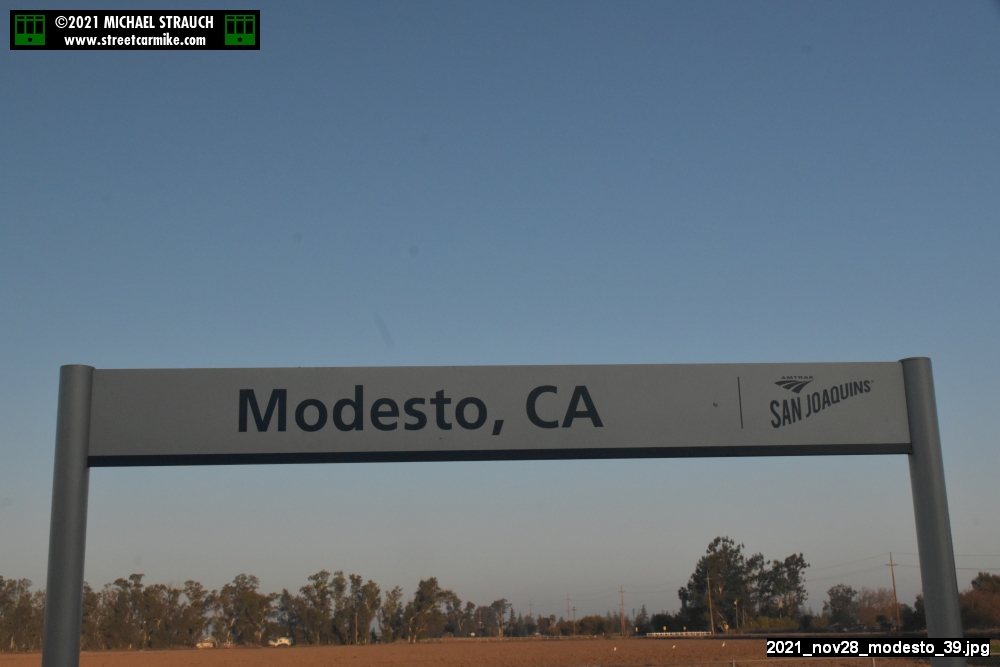 ©2021 MICHAEL STRAUCH
www.streetcarmike.com
Modesto, CA
AMTRAK
SAN JOAQUINS®
2021_nov28_modesto_39.jpg